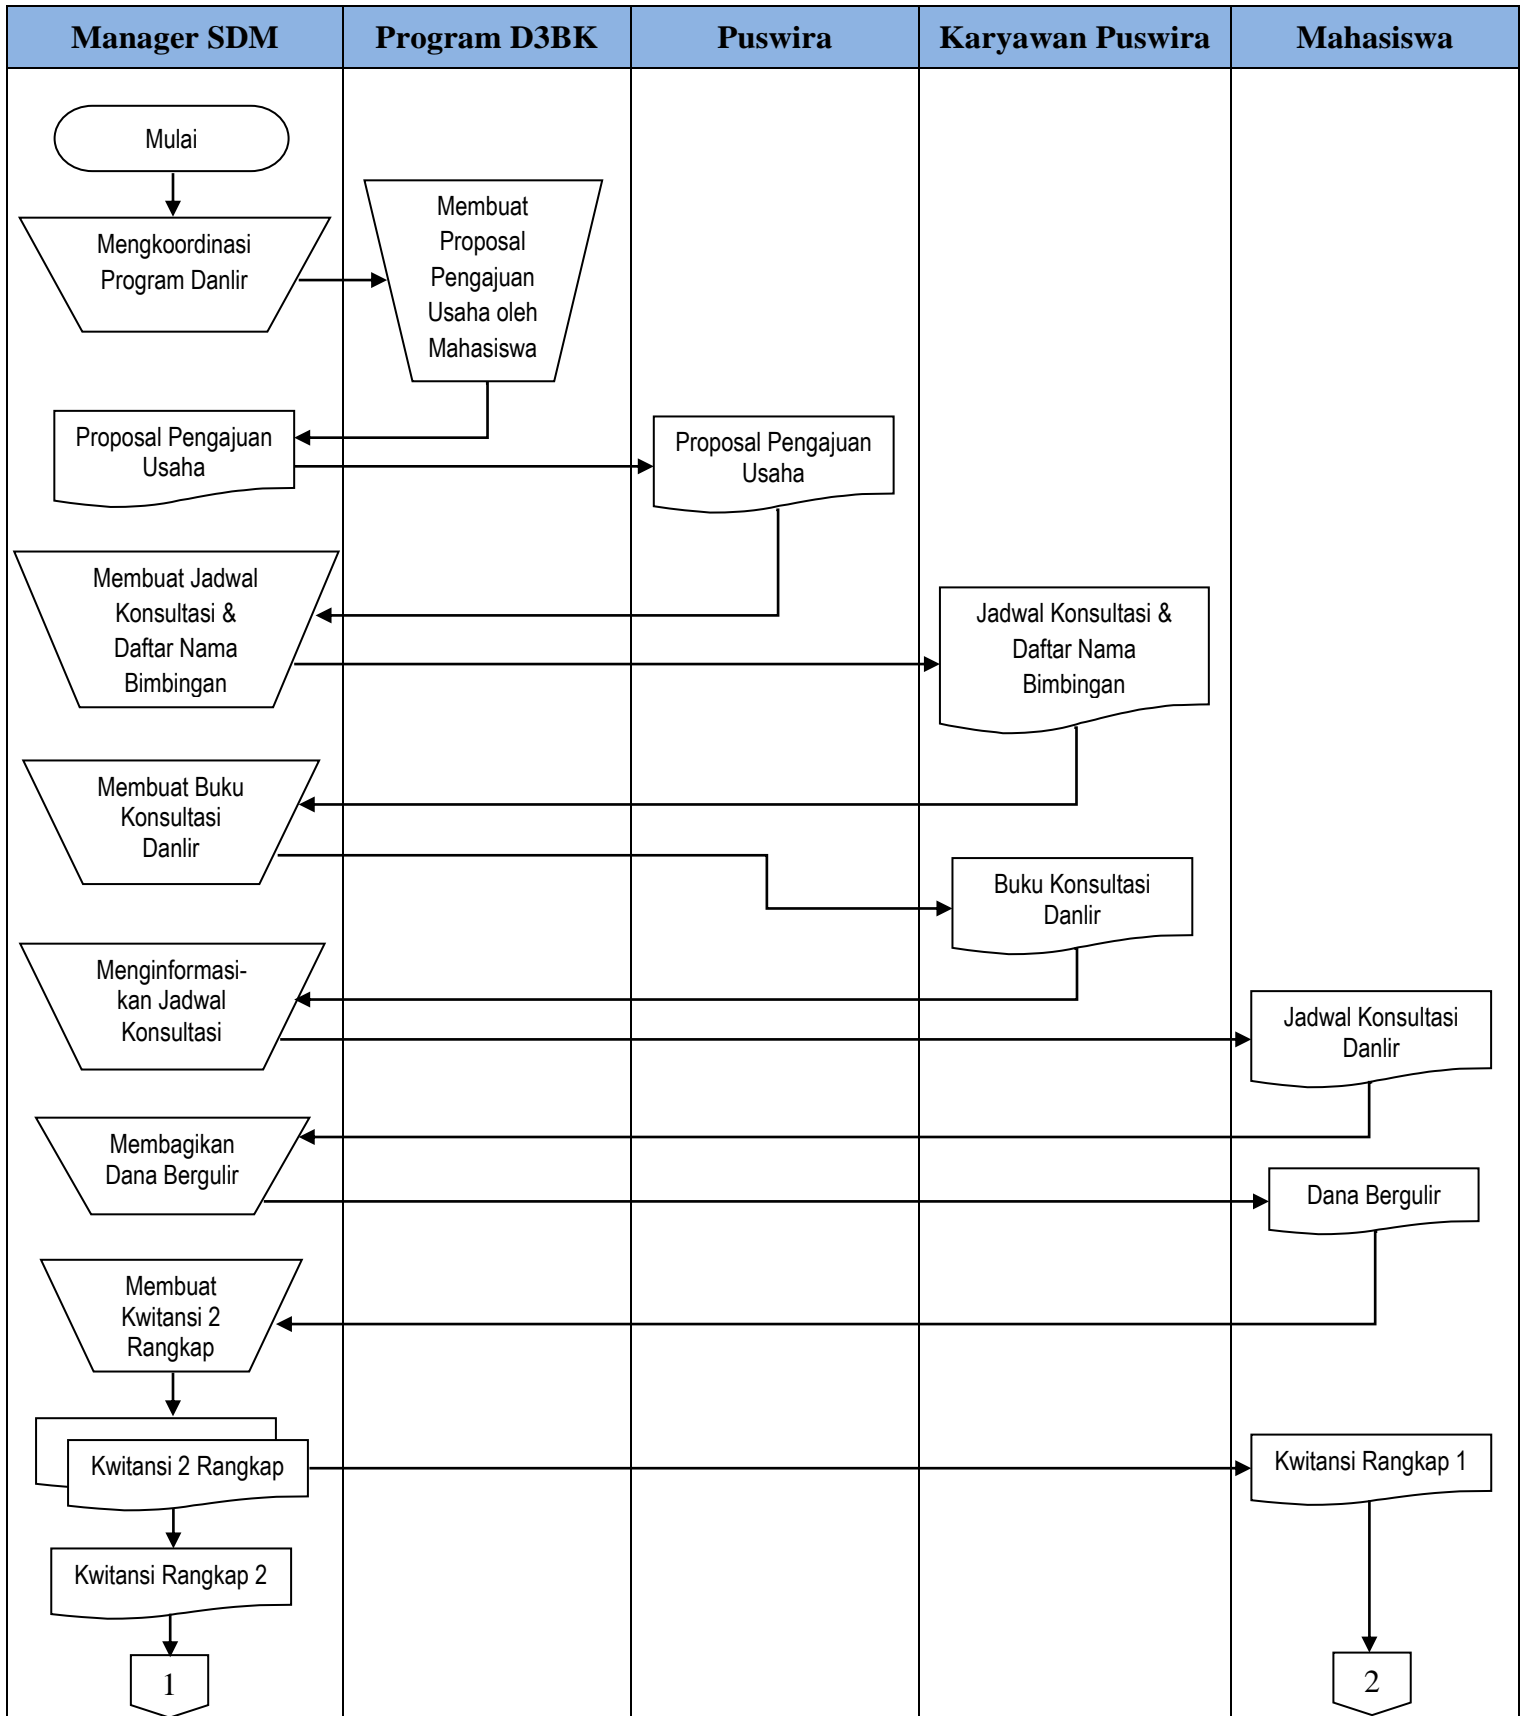 Manager SDM
Program D3BK
Puswira
Karyawan Puswira
Mahasiswa
Mulai
Mengkoordinasi
Program Danlir
Membuat
Proposal
Pengajuan
Usaha oleh
Mahasiswa
Proposal Pengajuan
Usaha
Proposal Pengajuan
Usaha
Membuat Jadwal
Konsultasi &
Daftar Nama
Bimbingan
Jadwal Konsultasi &
Daftar Nama
Bimbingan
Membuat Buku
Konsultasi
Danlir
Buku Konsultasi
Danlir
Menginformasi-
kan Jadwal
Konsultasi
Jadwal Konsultasi
Danlir
Membagikan
Dana Bergulir
Dana Bergulir
Membuat
Kwitansi 2
Rangkap
Kwitansi 2 Rangkap
Kwitansi Rangkap 1
Kwitansi Rangkap 2
1
2